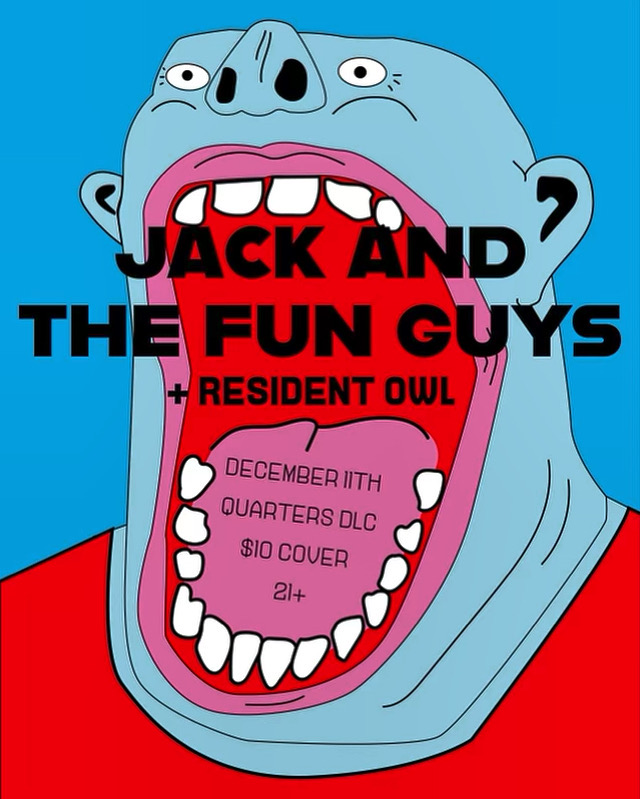 JACK AND
THE FUN GUYS
+ RESIDENT OWL
DECEMBER 11TH
QUARTERS DLC
$10 COVER
21+